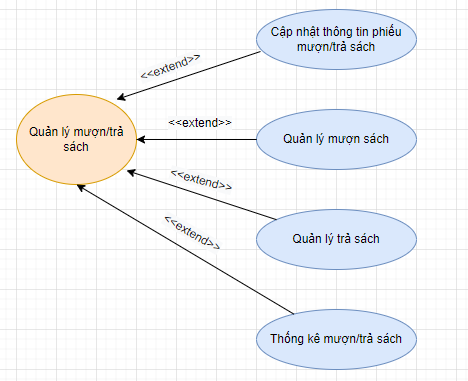 Cập nhật thông tin phiếu
mượn/trả sách
<<extend>>
Quản lý mượn/trả
sách
<<extend>>
Quản lý mượn sách
<<extend>>
Quản lý trả sách
<<extend>>
Thống kê mượn/trả sách